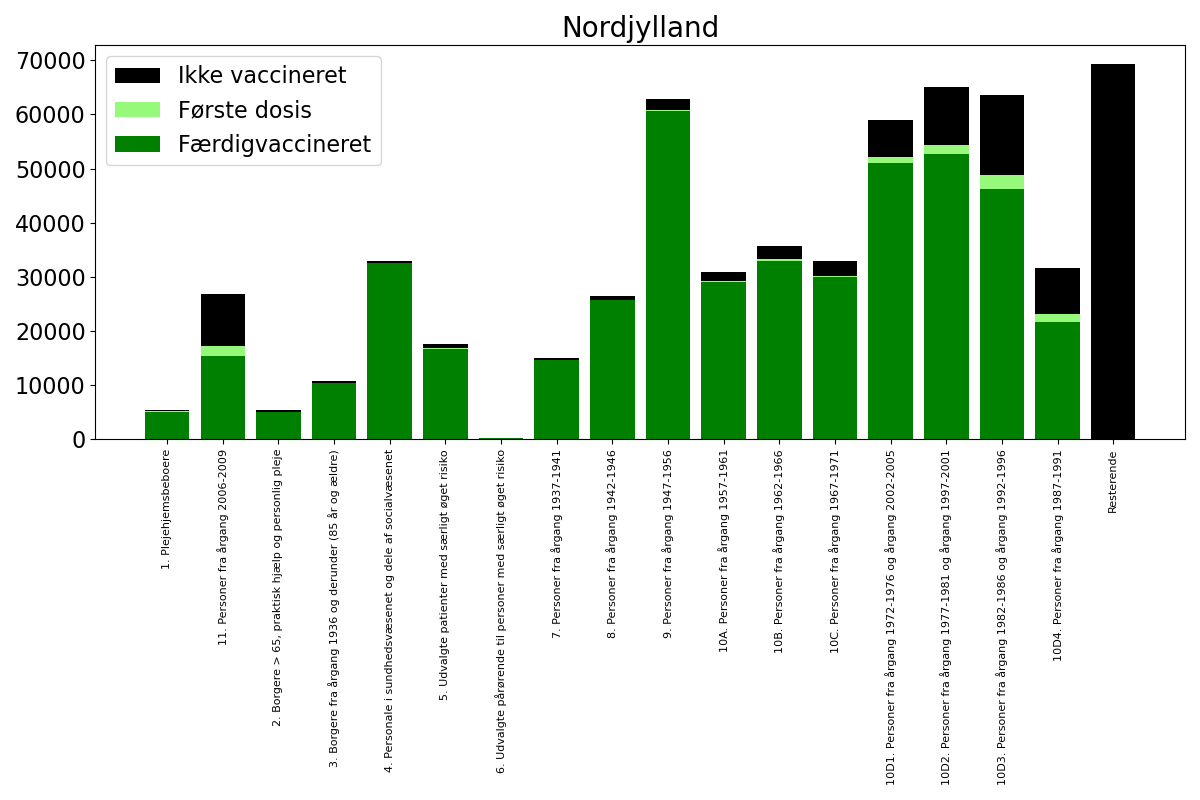 Nordjylland
Ikke vaccineret
Første dosis
Færdigvaccineret
70000
60000
50000
40000
30000
20000
10000
0
1. Plejehjemsbeboere
11. Personer fra årgang 2006-2009
2. Borgere > 65, praktisk hjælp og personlig pleje
3. Borgere fra årgang 1936 og derunder (85 år og ældre)
4. Personale i sundhedsvæsenet og dele af socialvæsenet
5. Udvalgte patienter med særligt øget risiko
6. Udvalgte pårørende til personer med særligt øget risiko
7. Personer fra årgang 1937-1941
8. Personer fra årgang 1942-1946
9. Personer fra årgang 1947-1956
10A. Personer fra årgang 1957-1961
10B. Personer fra årgang 1962-1966
10C. Personer fra årgang 1967-1971
10D1. Personer fra årgang 1972-1976 og årgang 2002-2005
10D2. Personer fra årgang 1977-1981 og årgang 1997-2001
10D3. Personer fra årgang 1982-1986 og årgang 1992-1996
10D4. Personer fra årgang 1987-1991
Resterende